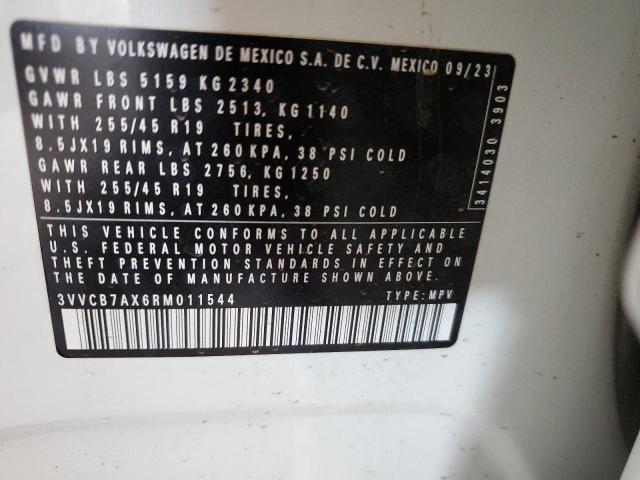 MFD BY VOLKSWAGEN DE MEXICO S.A. DE C.V. MEXICO 09/23
GVWR LBS 5159 KG 2340
GAWR FRONT LBS 2513, KG 1140
WITH 255/45 R19 TIRES,
8.5JX19 RIMS, AT 260KPA, 38 PSI COLD
GAWR REAR LBS 2756, KG 1250
WITH 255/45 R19 TIRES,
8.5JX19 RIMS, AT 260KPA, 38 PSI COLD
THIS VEHICLE CONFORMS TO ALL APPLICABLE
U.S. FEDERAL MOTOR VEHICLE SAFETY AND
THEFT PREVENTION STANDARDS IN EFFECT ON
THE DATE OF MANUFACTURE SHOWN ABOVE
3VVCB7AX6RM011544 TYPE: MPV
3414030 3903